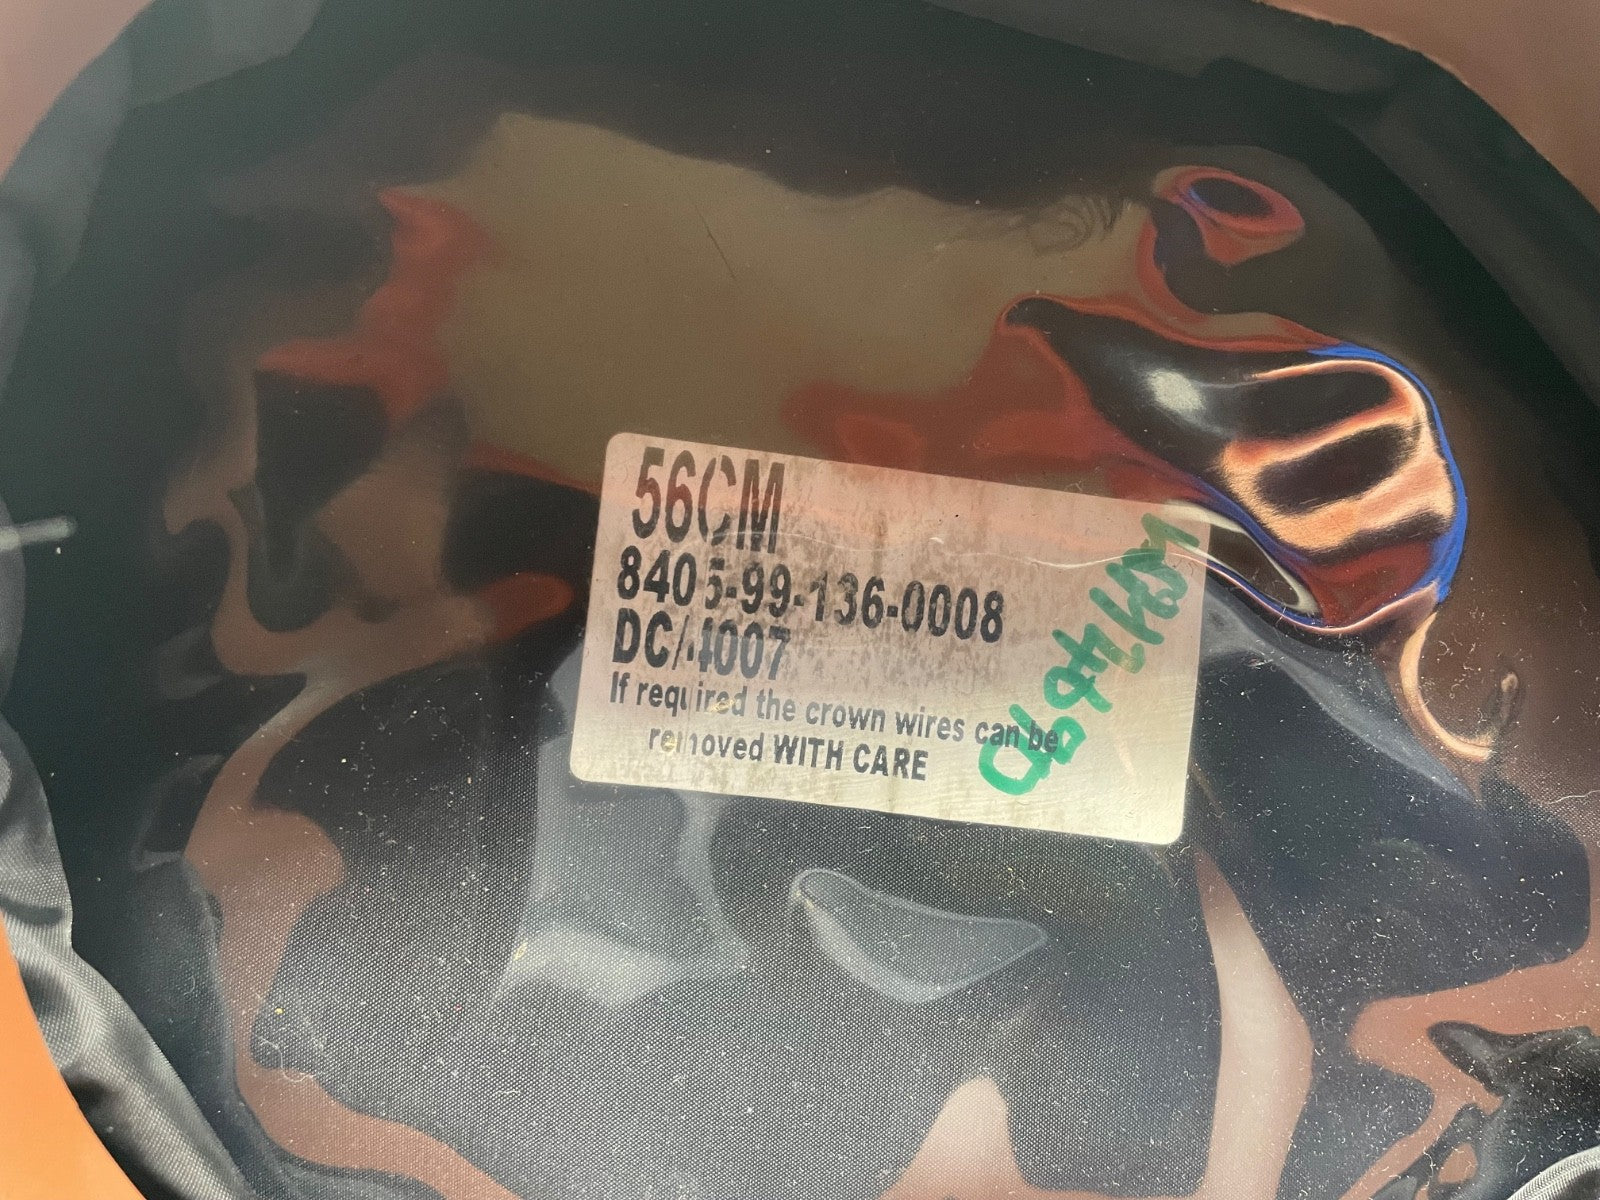 56CM
8405-99-136-0008
DC/4007
If required the crown wires can be
removed WITH CARE